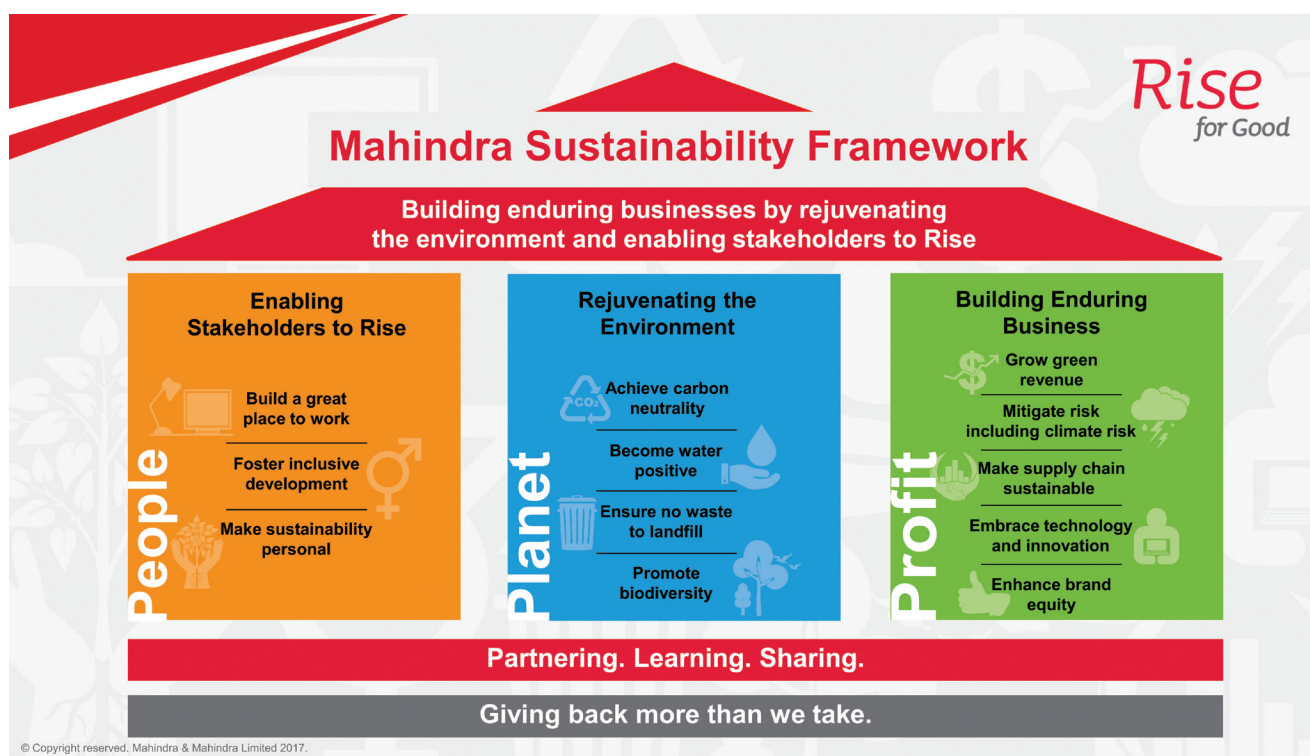 Rise
for Good
Mahindra Sustainability Framework
Building enduring businesses by rejuvenating
the environment and enabling stakeholders to Rise
Enabling
Stakeholders to Rise
Build a great
place to work
Foster inclusive
development
Make sustainability
personal
People
Rejuvenating the
Environment
CO₂
Achieve carbon
neutrality
Become water
positive
Ensure no waste
to landfill
Promote
biodiversity
Planet
Building Enduring
Business
Grow green
revenue
Mitigate risk
including climate risk
Make supply chain
sustainable
Embrace technology
and innovation
Enhance brand
equity
Profit
Partnering. Learning. Sharing.
Giving back more than we take.
© Copyright reserved. Mahindra & Mahindra Limited 2017.